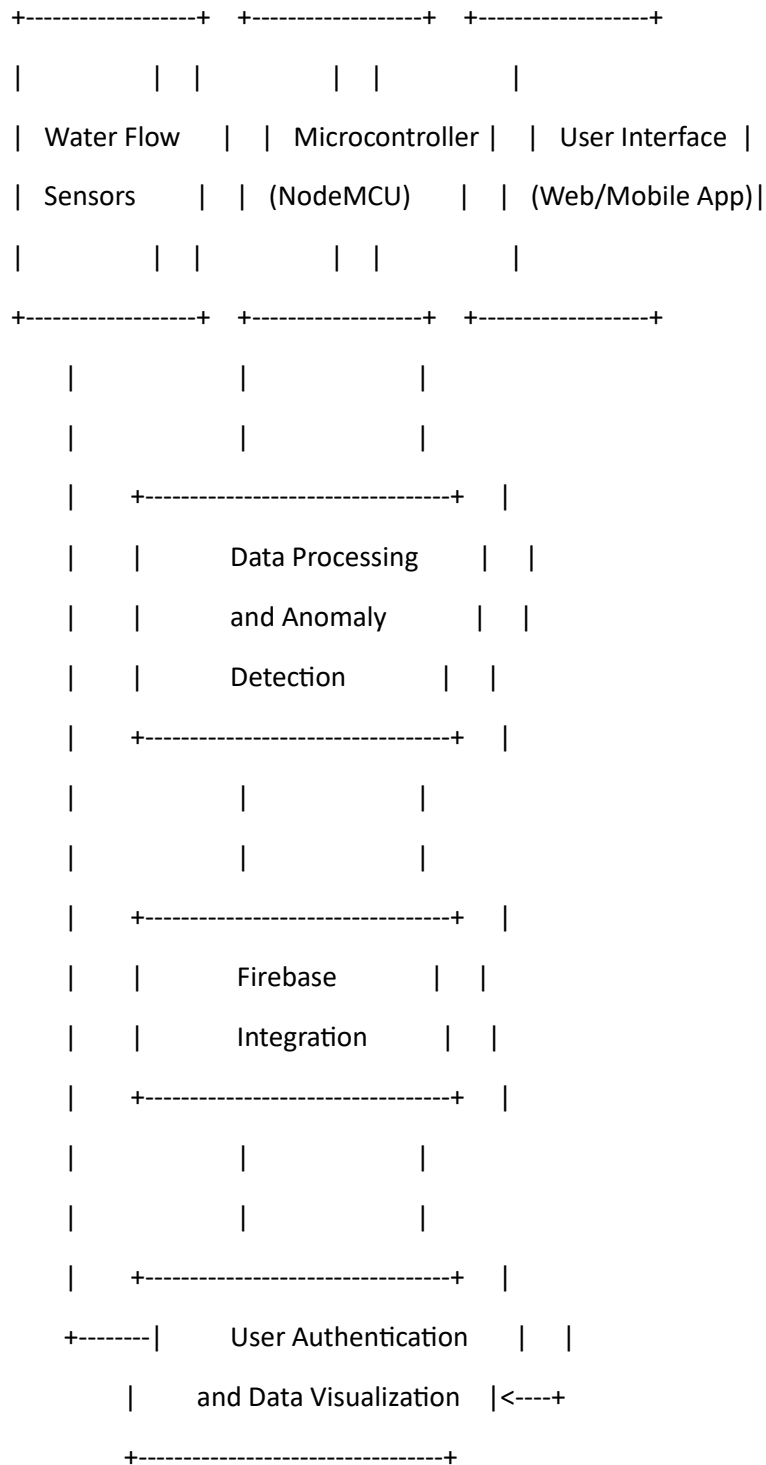 +-------------------+ +-------------------+ +-------------------+
| | | | | |
| Water Flow | | Microcontroller | | User Interface |
| Sensors | | (NodeMCU) | | (Web/Mobile App)|
| | | | | |
+-------------------+ +-------------------+ +-------------------+
| | |
| | |
| +----------------------------------+ |
| | Data Processing | |
| | and Anomaly | |
| | Detection | |
| +----------------------------------+ |
| | |
| | |
| +----------------------------------+ |
| | Firebase | |
| | Integration | |
| +----------------------------------+ |
| | |
| | |
| +----------------------------------+ |
+--------| User Authentication | |
| and Data Visualization |<----+
+----------------------------------+